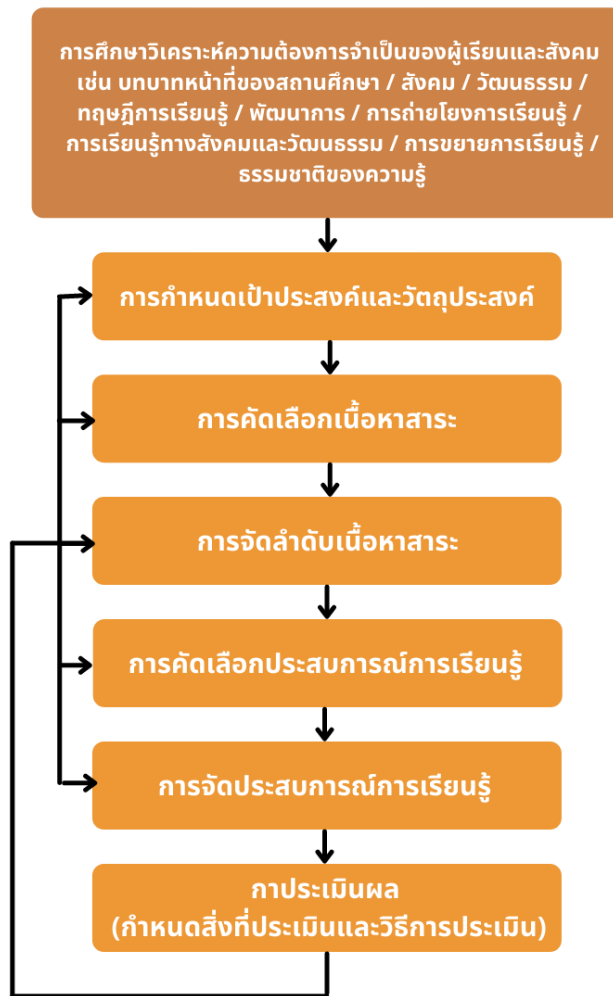 การศึกษาวิเคราะห์ความต้องการจำเป็นของผู้เรียนและสังคม
เช่น บทบาทหน้าที่ของสถานศึกษา / สังคม / วัฒนธรรม /
ทฤษฎีการเรียนรู้ / พัฒนาการ / การถ่ายโยงการเรียนรู้ /
การเรียนรู้ทางสังคมและวัฒนธรรม / การขยายการเรียนรู้ /
ธรรมชาติของความรู้
การกำหนดเป้าประสงค์และวัตถุประสงค์
การคัดเลือกเนื้อหาสาระ
การจัดลำดับเนื้อหาสาระ
การคัดเลือกประสบการณ์การเรียนรู้
การจัดประสบการณ์การเรียนรู้
กาประเมินผล
(กำหนดสิ่งที่ประเมินและวิธีการประเมิน)